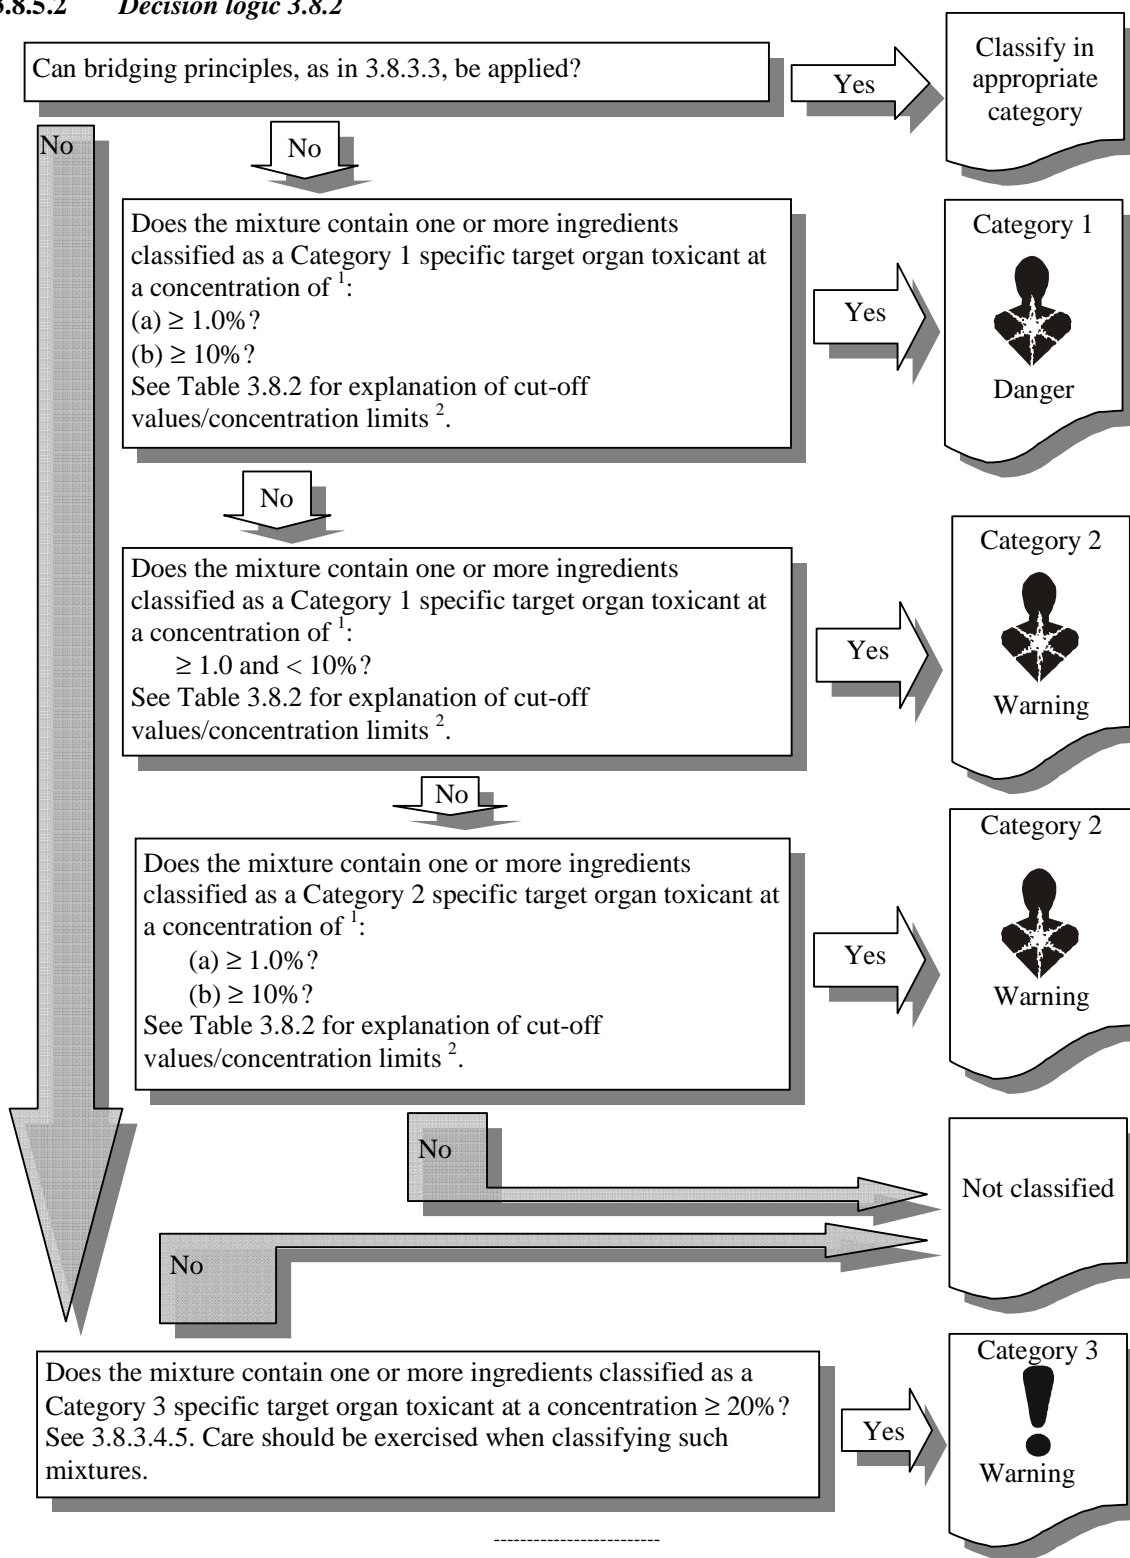 3.8.5.2 Decision logic 3.8.2
Can bridging principles, as in 3.8.3.3, be applied?
Yes
Classify in
appropriate
category
No
No
Does the mixture contain one or more ingredients
classified as a Category 1 specific target organ toxicant at
a concentration of 1:
(a) ≥ 1.0%?
(b) ≥ 10%?
See Table 3.8.2 for explanation of cut-off
values/concentration limits 2.
Yes
Category 1
Danger
No
Does the mixture contain one or more ingredients
classified as a Category 1 specific target organ toxicant at
a concentration of 1:
≥ 1.0 and < 10%?
See Table 3.8.2 for explanation of cut-off
values/concentration limits 2.
Yes
Category 2
Warning
No
Does the mixture contain one or more ingredients
classified as a Category 2 specific target organ toxicant at
a concentration of 1:
(a) ≥ 1.0%?
(b) ≥ 10%?
See Table 3.8.2 for explanation of cut-off
values/concentration limits 2.
Yes
Category 2
Warning
No
Not classified
No
Does the mixture contain one or more ingredients classified as a
Category 3 specific target organ toxicant at a concentration ≥ 20%?
See 3.8.3.4.5. Care should be exercised when classifying such
mixtures.
Yes
Category 3
Warning